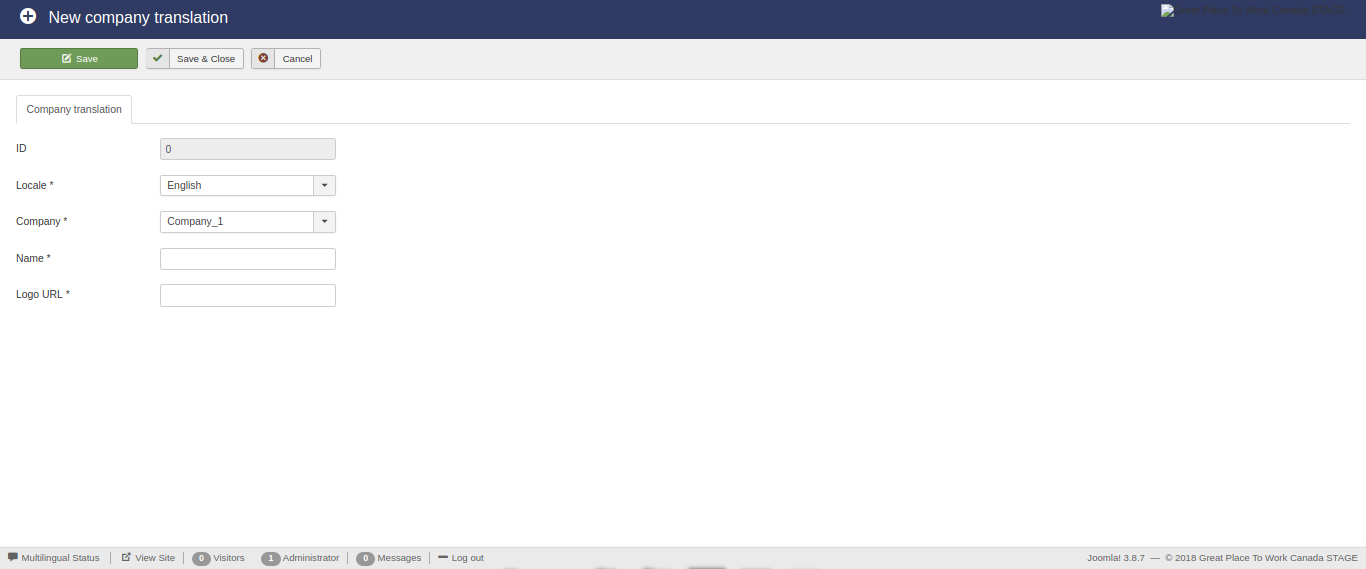 New company translation
Great Place To Work Canada STAGE
Save
Save & Close
Cancel
Company translation
ID
0
Locale *
English
Company *
Company_1
Name *
Logo URL *
Multilingual Status
View Site
0 Visitors
1 Administrator
0 Messages
Log out
Joomla! 3.8.7 — © 2018 Great Place To Work Canada STAGE